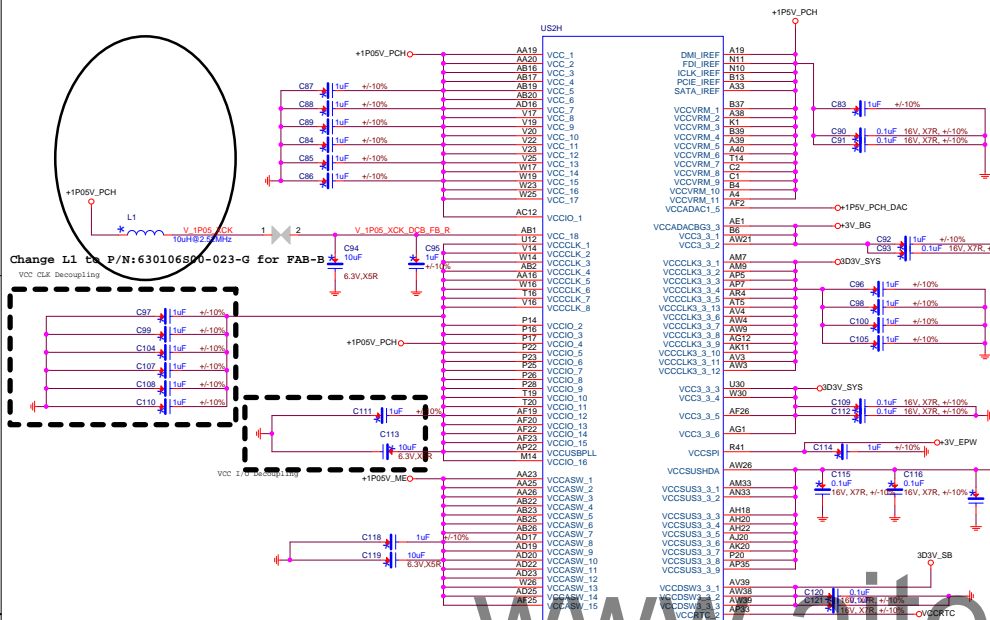 +1P5V_PCH
US2H
+1P05V_PCH
AA19 VCC_1
AA20 VCC_2
AB16 VCC_3
AB17 VCC_4
AB19 VCC_5
AB20 VCC_6
AD16 VCC_7
V17 VCC_8
V19 VCC_9
V20 VCC_10
V22 VCC_11
V23 VCC_12
V25 VCC_13
W17 VCC_14
W19 VCC_15
W23 VCC_16
W25 VCC_17
AC12 VCCIO_1
AB1 VCC_18
U12 VCCCLK_1
V14 VCCCLK_2
W14 VCCCLK_3
AB2 VCCCLK_4
AA16 VCCCLK_5
W16 VCCCLK_6
T16 VCCCLK_7
V16 VCCCLK_8
P14 VCCIO_2
P16 VCCIO_3
P17 VCCIO_4
P22 VCCIO_5
P23 VCCIO_6
P25 VCCIO_7
P26 VCCIO_8
P28 VCCIO_9
T19 VCCIO_10
T20 VCCIO_11
AF19 VCCIO_12
AF20 VCCIO_13
AF22 VCCIO_14
AF23 VCCIO_15
AP22 VCCUSBPLL
M14 VCCIO_16
AA23 VCCASW_1
AA25 VCCASW_2
AA26 VCCASW_3
AB22 VCCASW_4
AB23 VCCASW_5
AB25 VCCASW_6
AB26 VCCASW_7
AD17 VCCASW_8
AD19 VCCASW_9
AD20 VCCASW_10
AD22 VCCASW_11
AD23 VCCASW_12
W26 VCCASW_13
AD25 VCCASW_14
AF25 VCCASW_15
DMI_IREF A19
FDI_IREF N11
ICLK_IREF N10
PCIE_IREF B13
SATA_IREF A33
VCCVRM_1 B37
VCCVRM_2 A38
VCCVRM_3 K1
VCCVRM_4 B39
VCCVRM_5 A39
VCCVRM_6 A40
VCCVRM_7 T14
VCCVRM_8 C2
VCCVRM_9 C1
VCCVRM_10 B4
VCCVRM_11 A4
VCCADAC1_5 AF2
VCCADACBG3_3 AE1
VCC3_3_1 B6
VCC3_3_2 AW21
VCCCLK3_3_1 AM7
VCCCLK3_3_2 AM9
VCCCLK3_3_3 AP5
VCCCLK3_3_4 AP7
VCCCLK3_3_5 AR4
VCCCLK3_3_13 AT5
VCCCLK3_3_6 AV4
VCCCLK3_3_7 AW4
VCCCLK3_3_8 AW9
VCCCLK3_3_9 AG12
VCCCLK3_3_10 AK11
VCCCLK3_3_11 AV3
VCCCLK3_3_12 AW3
VCC3_3_3 U30
VCC3_3_4 W30
VCC3_3_5 AF26
VCC3_3_6 AG1
VCCSPI R41
VCCSUSHDA AW26
VCCSUS3_3_1 AM33
VCCSUS3_3_2 AN33
VCCSUS3_3_3 AH18
VCCSUS3_3_4 AH20
VCCSUS3_3_5 AH22
VCCSUS3_3_6 AJ20
VCCSUS3_3_7 AK20
VCCSUS3_3_8 P20
VCCSUS3_3_9 AP35
VCCDSW3_3_1 AV39
VCCDSW3_3_2 AW38
VCCDSW3_3_3 AW39
VCCRTC_2 AP33
C87 1uF +/-10%
C88 1uF +/-10%
C89 1uF +/-10%
C84 1uF +/-10%
C85 1uF +/-10%
C86 1uF +/-10%
+1P05V_PCH
L1
V_1P05_XCK
10uH@2.52MHz
1 2
V_1P05_XCK_DCB_FB_R
C94 10uF 6.3V,X5R
C95 1uF +/-10%
Change L1 to P/N:630106S00-023-G for FAB-B
VCC CLK Decoupling
C97 1uF +/-10%
C99 1uF +/-10%
C104 1uF +/-10%
C107 1uF +/-10%
C108 1uF +/-10%
C110 1uF +/-10%
+1P05V_PCH
C111 1uF +/-10%
C113 10uF 6.3V,X5R
VCC I/O Decoupling
+1P05V_ME
C118 1uF +/-10%
C119 10uF 6.3V,X5R
C83 1uF +/-10%
C90 0.1uF 16V, X7R, +/-10%
C91 1uF +/-10%
+1P5V_PCH_DAC
+3V_BG
C92 1uF +/-10%
C93 0.1uF 16V, X7R, +/-10%
3D3V_SYS
C96 1uF +/-10%
C98 1uF +/-10%
C100 1uF +/-10%
C105 1uF +/-10%
3D3V_SYS
C109 0.1uF 16V, X7R, +/-10%
C112 0.1uF 16V, X7R, +/-10%
+3V_EPW
C114 1uF +/-10%
C115 0.1uF 16V, X7R, +/-10%
C116 0.1uF 16V, X7R, +/-10%
3D3V_SB
C120 0.1uF 16V, X7R, +/-10%
C121 0.1uF 16V, X7R, +/-10%
VCCRTC